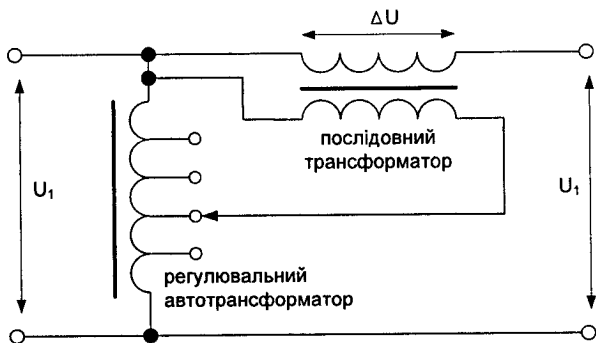 ΔU
послідовний
трансформатор
U₁
U₁
регулювальний
автотрансформатор